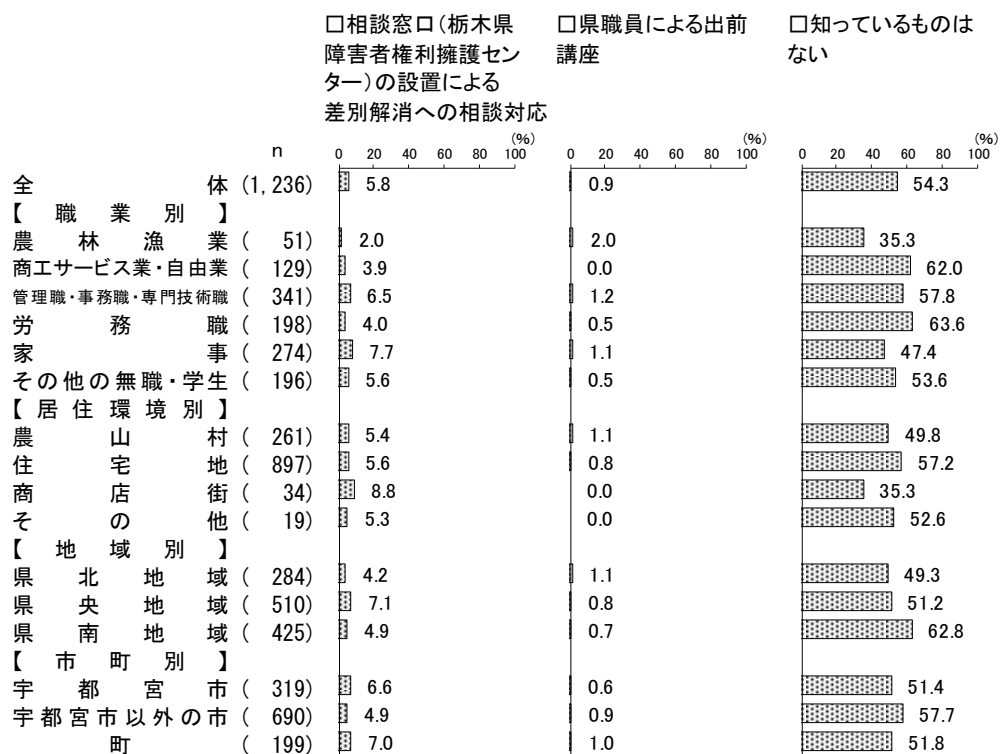 □相談窓口（栃木県 □県職員による出前 □知っているものは
障害者権利擁護セン 講座 ない
ター）の設置による
差別解消への相談対応
(%) (%) (%)
n 0 20 40 60 80 100 0 20 40 60 80 100 0 20 40 60 80 100
全体 (1,236) 5.8 0.9 54.3
【職業別】
農林漁業 ( 51) 2.0 2.0 35.3
商工サービス業・自由業 ( 129) 3.9 0.0 62.0
管理職・事務職・専門技術職 ( 341) 6.5 1.2 57.8
労務職 ( 198) 4.0 0.5 63.6
家事 ( 274) 7.7 1.1 47.4
その他の無職・学生 ( 196) 5.6 0.5 53.6
【居住環境別】
農山村 ( 261) 5.4 1.1 49.8
住宅地 ( 897) 5.6 0.8 57.2
商店街 ( 34) 8.8 0.0 35.3
その他 ( 19) 5.3 0.0 52.6
【地域別】
県北地域 ( 284) 4.2 1.1 49.3
県央地域 ( 510) 7.1 0.8 51.2
県南地域 ( 425) 4.9 0.7 62.8
【市町別】
宇都宮市 ( 319) 6.6 0.6 51.4
宇都宮市以外の市 ( 690) 4.9 0.9 57.7
町 ( 199) 7.0 1.0 51.8